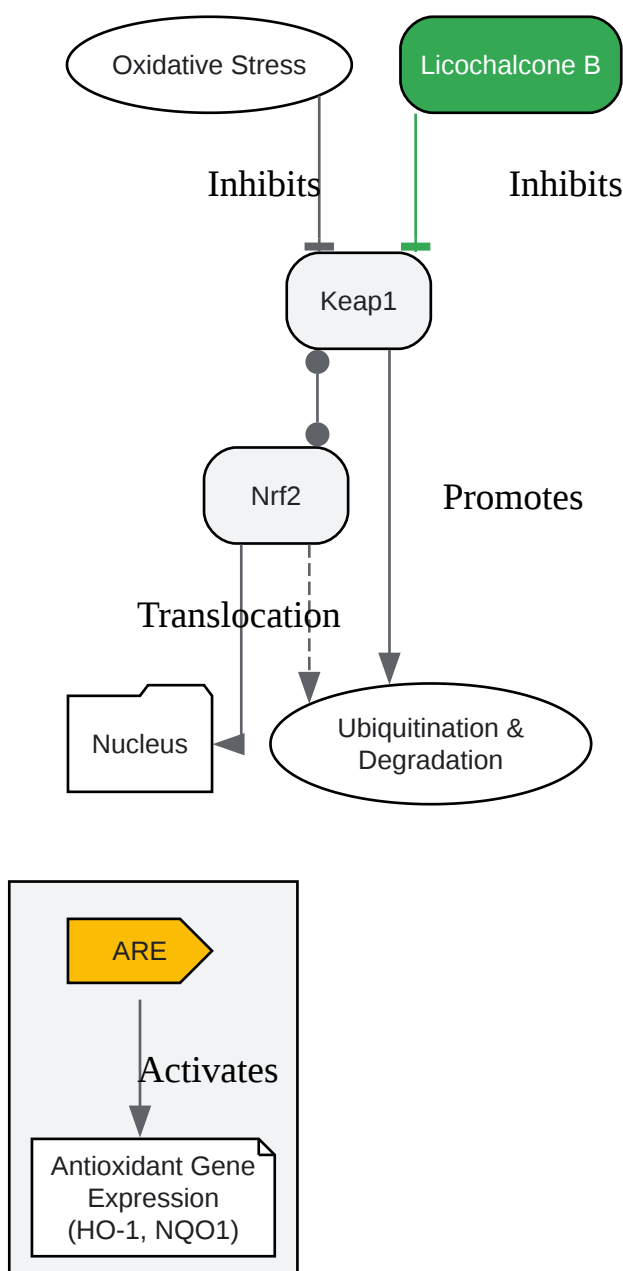 Oxidative Stress
Licochalcone B
Inhibits
Inhibits
Keap1
Nrf2
Promotes
Translocation
Nucleus
Ubiquitination &
Degradation
ARE
Activates
Antioxidant Gene
Expression
(HO-1, NQO1)